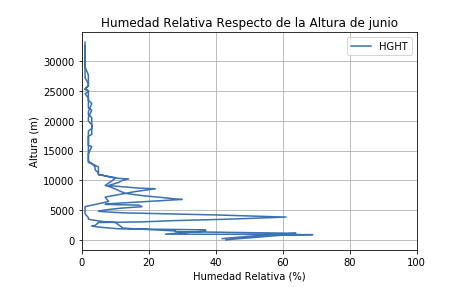 Humedad Relativa Respecto de la Altura de junio
HGHT
30000
25000
20000
15000
10000
5000
0
Altura (m)
0 20 40 60 80 100
Humedad Relativa (%)